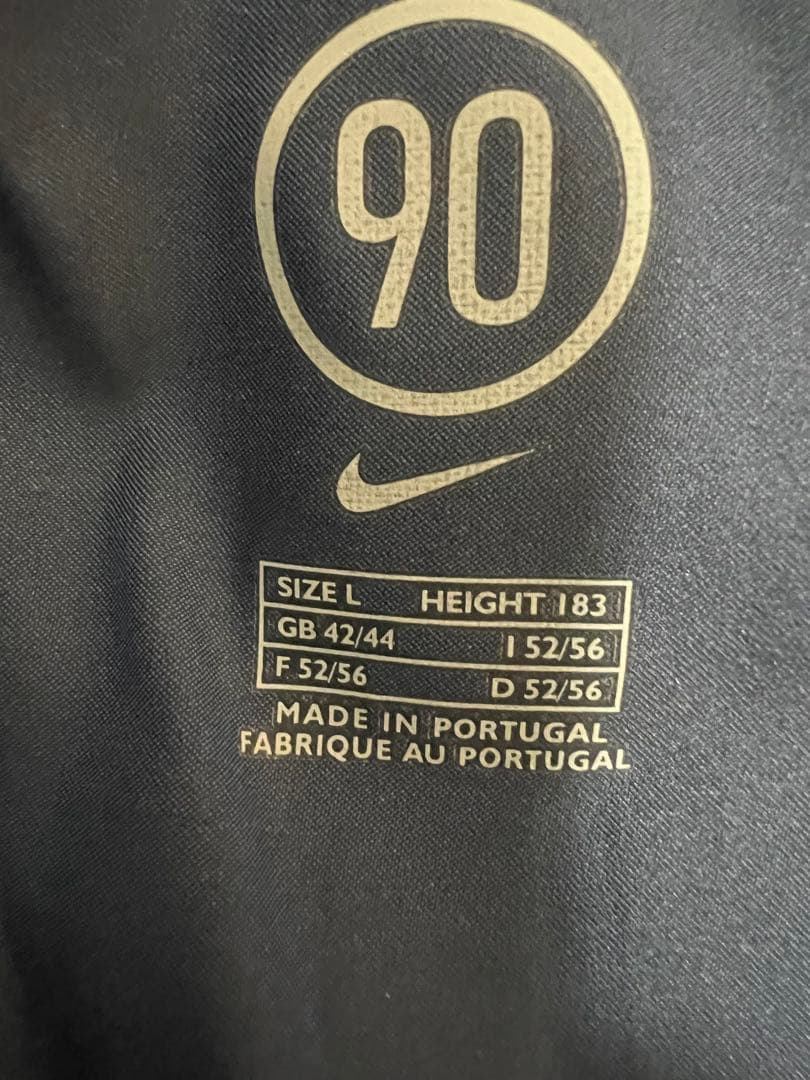 90
SIZE L HEIGHT 183
GB 42/44 I 52/56
F 52/56 D 52/56
MADE IN PORTUGAL
FABRIQUE AU PORTUGAL